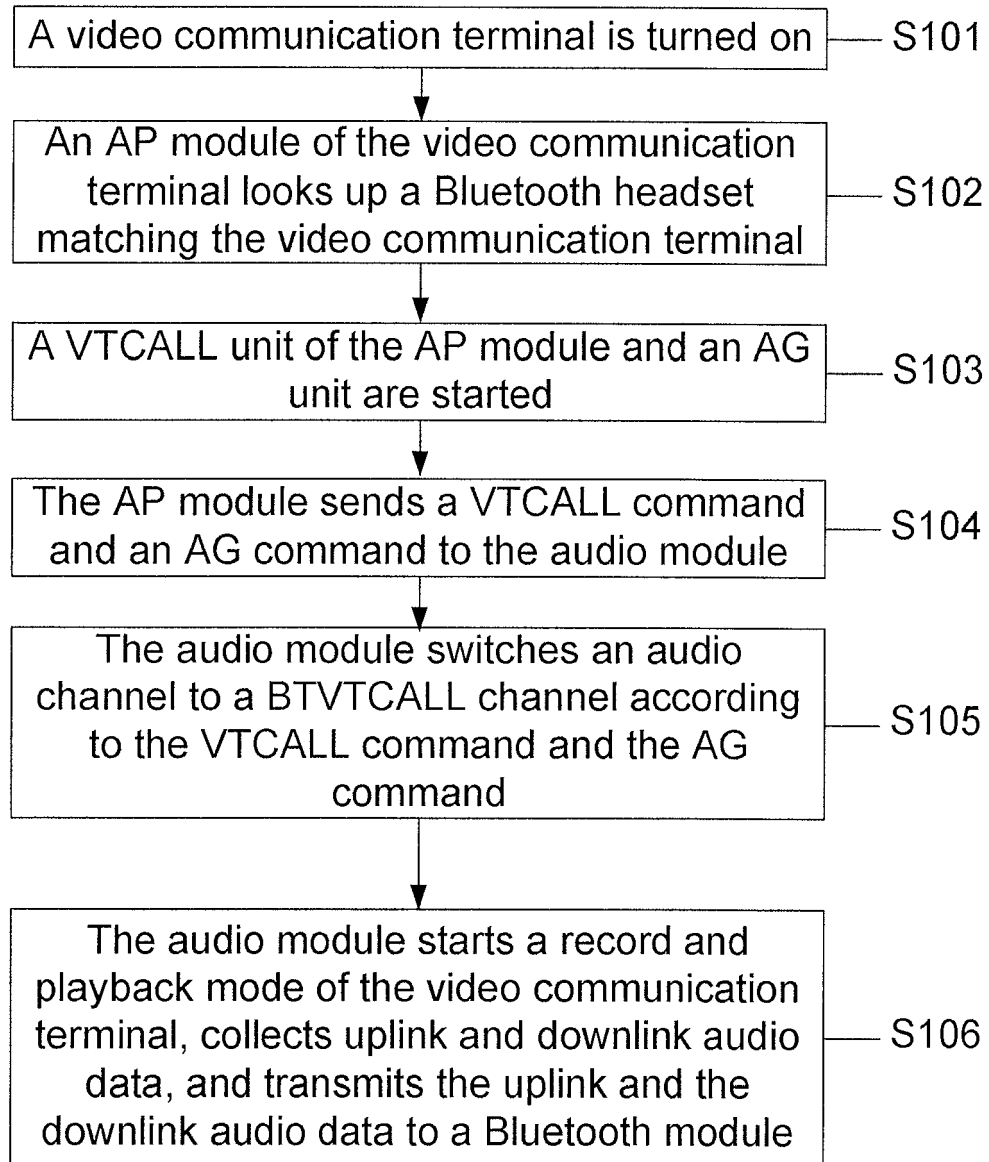 A video communication terminal is turned on
S101
An AP module of the video communication
terminal looks up a Bluetooth headset
matching the video communication terminal
S102
A VTCALL unit of the AP module and an AG
unit are started
S103
The AP module sends a VTCALL command
and an AG command to the audio module
S104
The audio module switches an audio
channel to a BTVTCALL channel according
to the VTCALL command and the AG
command
S105
The audio module starts a record and
playback mode of the video communication
terminal, collects uplink and downlink audio
data, and transmits the uplink and the
downlink audio data to a Bluetooth module
S106